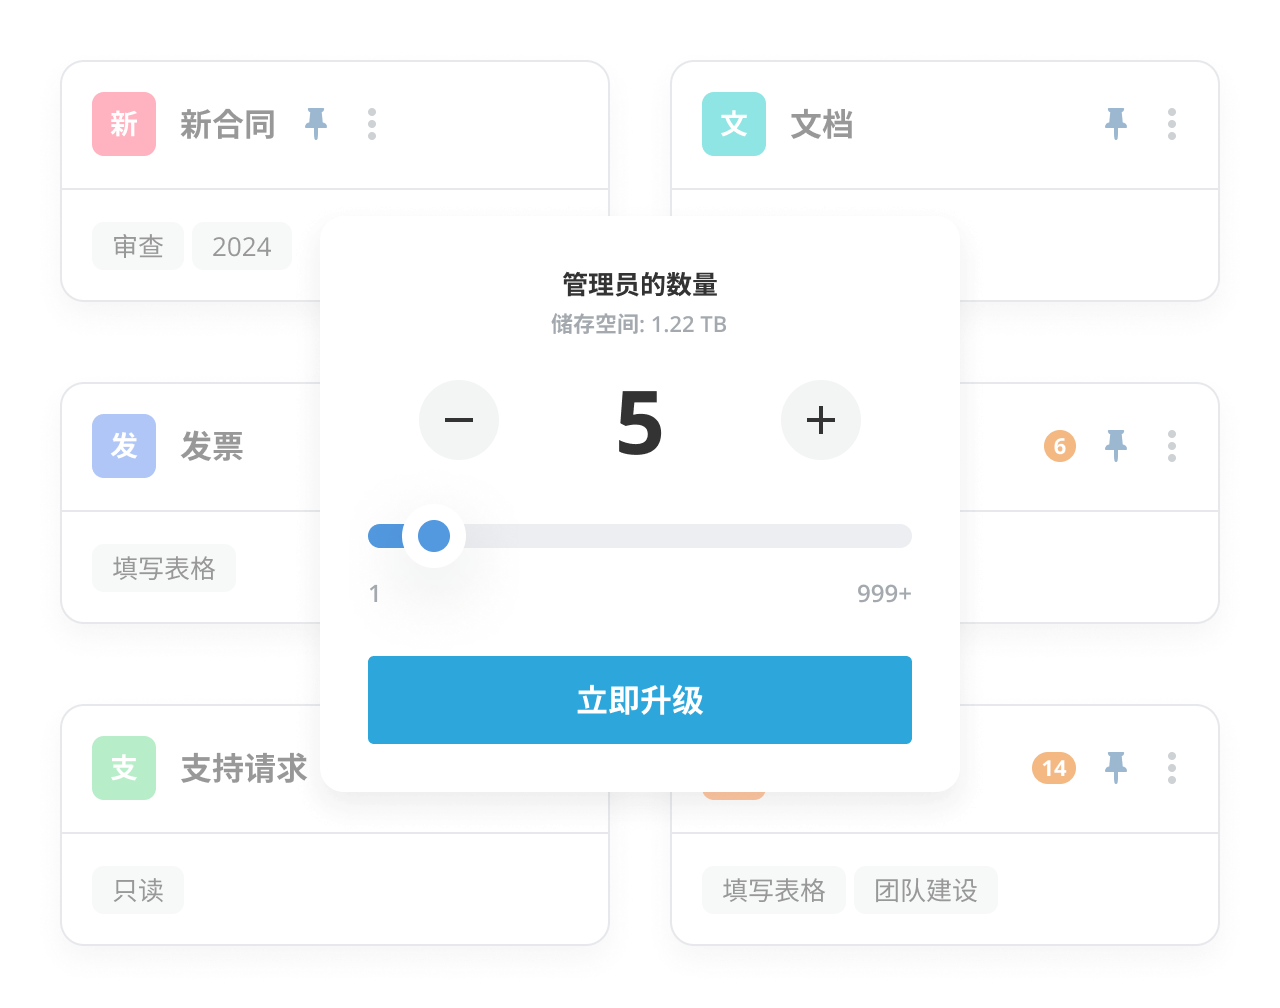 新 新合同
文 文档
审查 2024
管理员的数量
储存空间: 1.22 TB
5
发 发票
6
填写表格
1 999+
立即升级
支 支持请求
14
只读
填写表格 团队建设